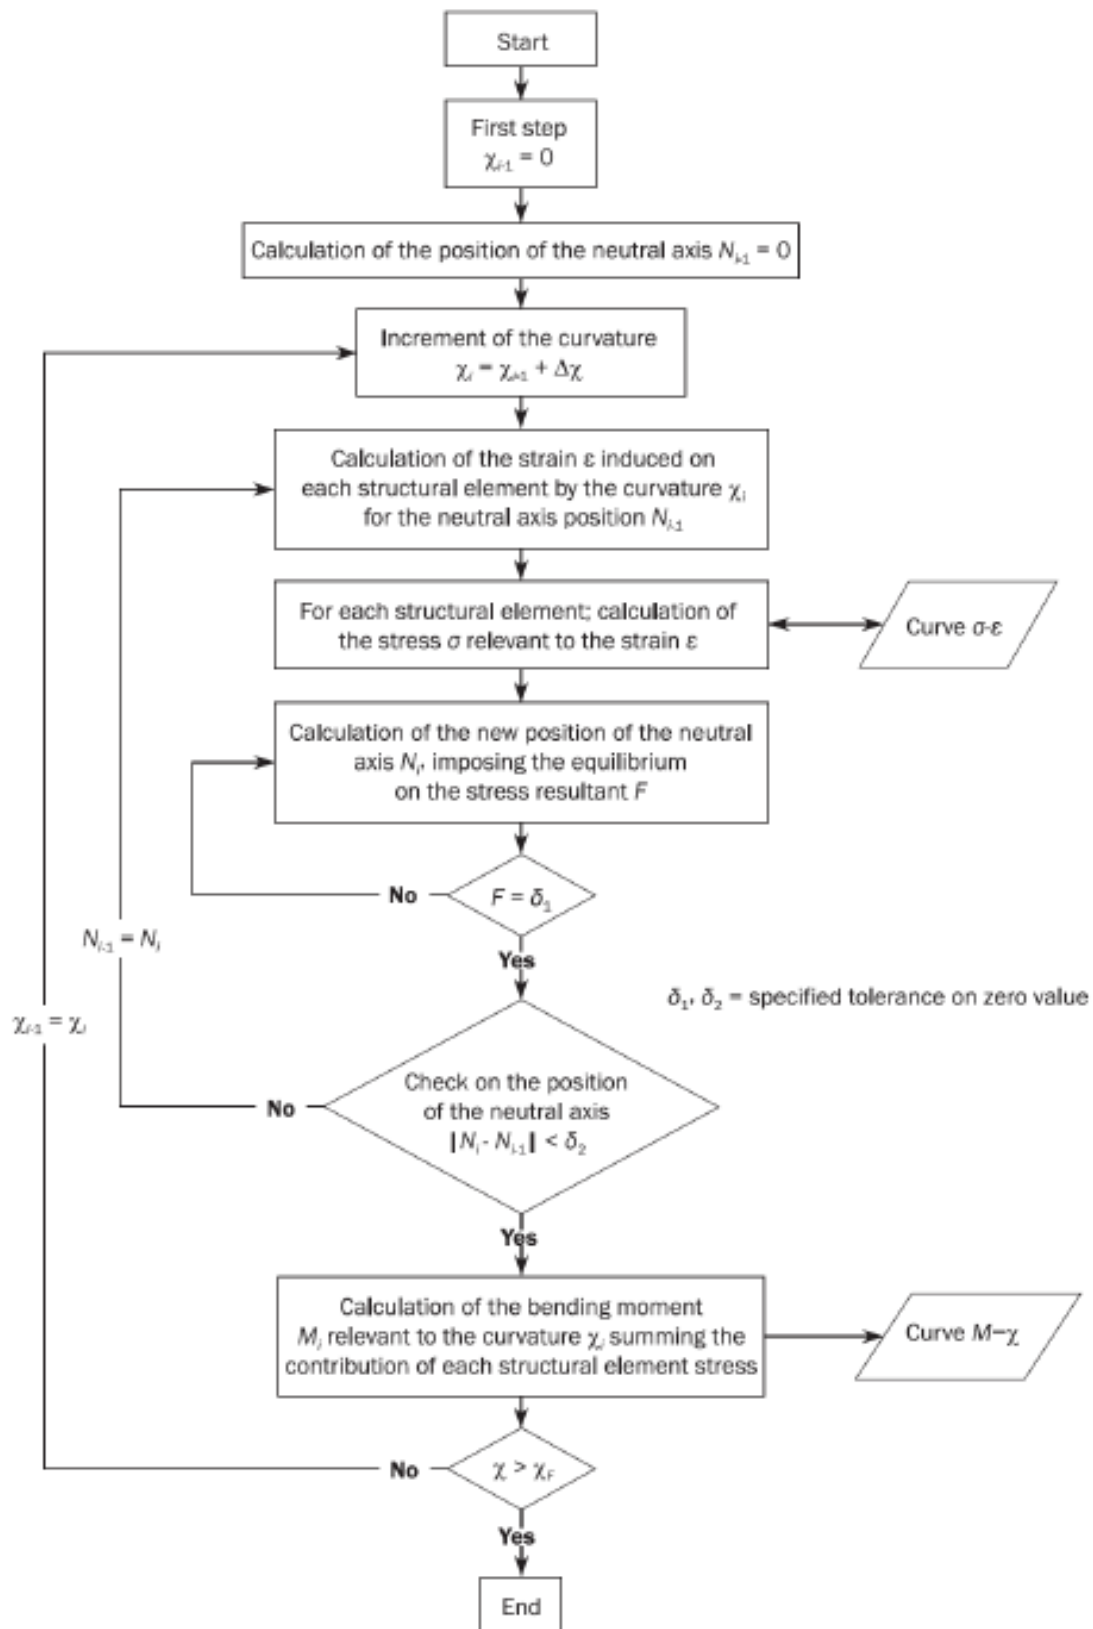 Start
First step
χᵢ₋₁ = 0
Calculation of the position of the neutral axis Nᵢ₋₁ = 0
Increment of the curvature
χᵢ = χᵢ₋₁ + Δχ
Calculation of the strain ε induced on
each structural element by the curvature χᵢ
for the neutral axis position Nᵢ₋₁
For each structural element; calculation of
the stress σ relevant to the strain ε
Curve σ-ε
Calculation of the new position of the neutral
axis Nᵢ, imposing the equilibrium
on the stress resultant F
No
F = δ₁
Nᵢ₋₁ = Nᵢ
Yes
δ₁, δ₂ = specified tolerance on zero value
χᵢ₋₁ = χᵢ
Check on the position
of the neutral axis
|Nᵢ - Nᵢ₋₁| < δ₂
No
Yes
Calculation of the bending moment
Mᵢ relevant to the curvature χᵢ summing the
contribution of each structural element stress
Curve M–χ
No
χ > χ_F
Yes
End